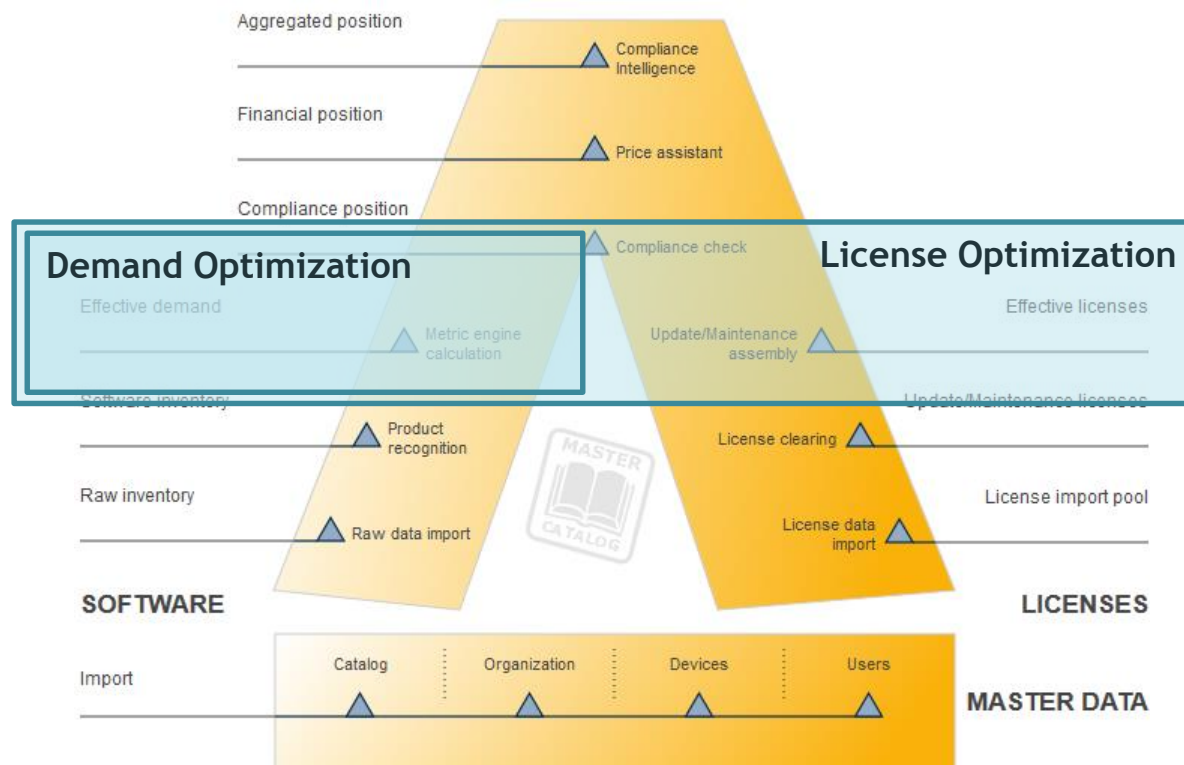 Aggregated position
Compliance
Intelligence
Financial position
Price assistant
Compliance position
Demand Optimization
Compliance check
License Optimization
Effective demand
Effective licenses
Metric engine
calculation
Update/Maintenance
assembly
Software inventory
Update/Maintenance licenses
Product
recognition
License clearing
MASTER
CATALOG
Raw inventory
License import pool
Raw data import
License data
import
SOFTWARE
LICENSES
Import
Catalog
Organization
Devices
Users
MASTER DATA